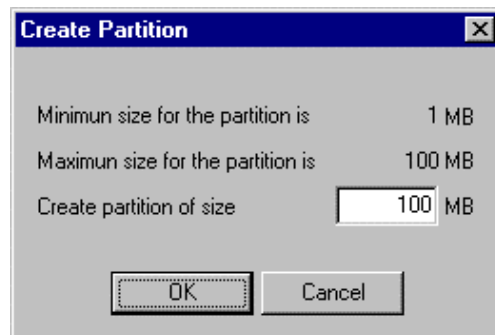 Create Partition
Minimun size for the partition is 1 MB
Maximun size for the partition is 100 MB
Create partition of size 100 MB
OK Cancel